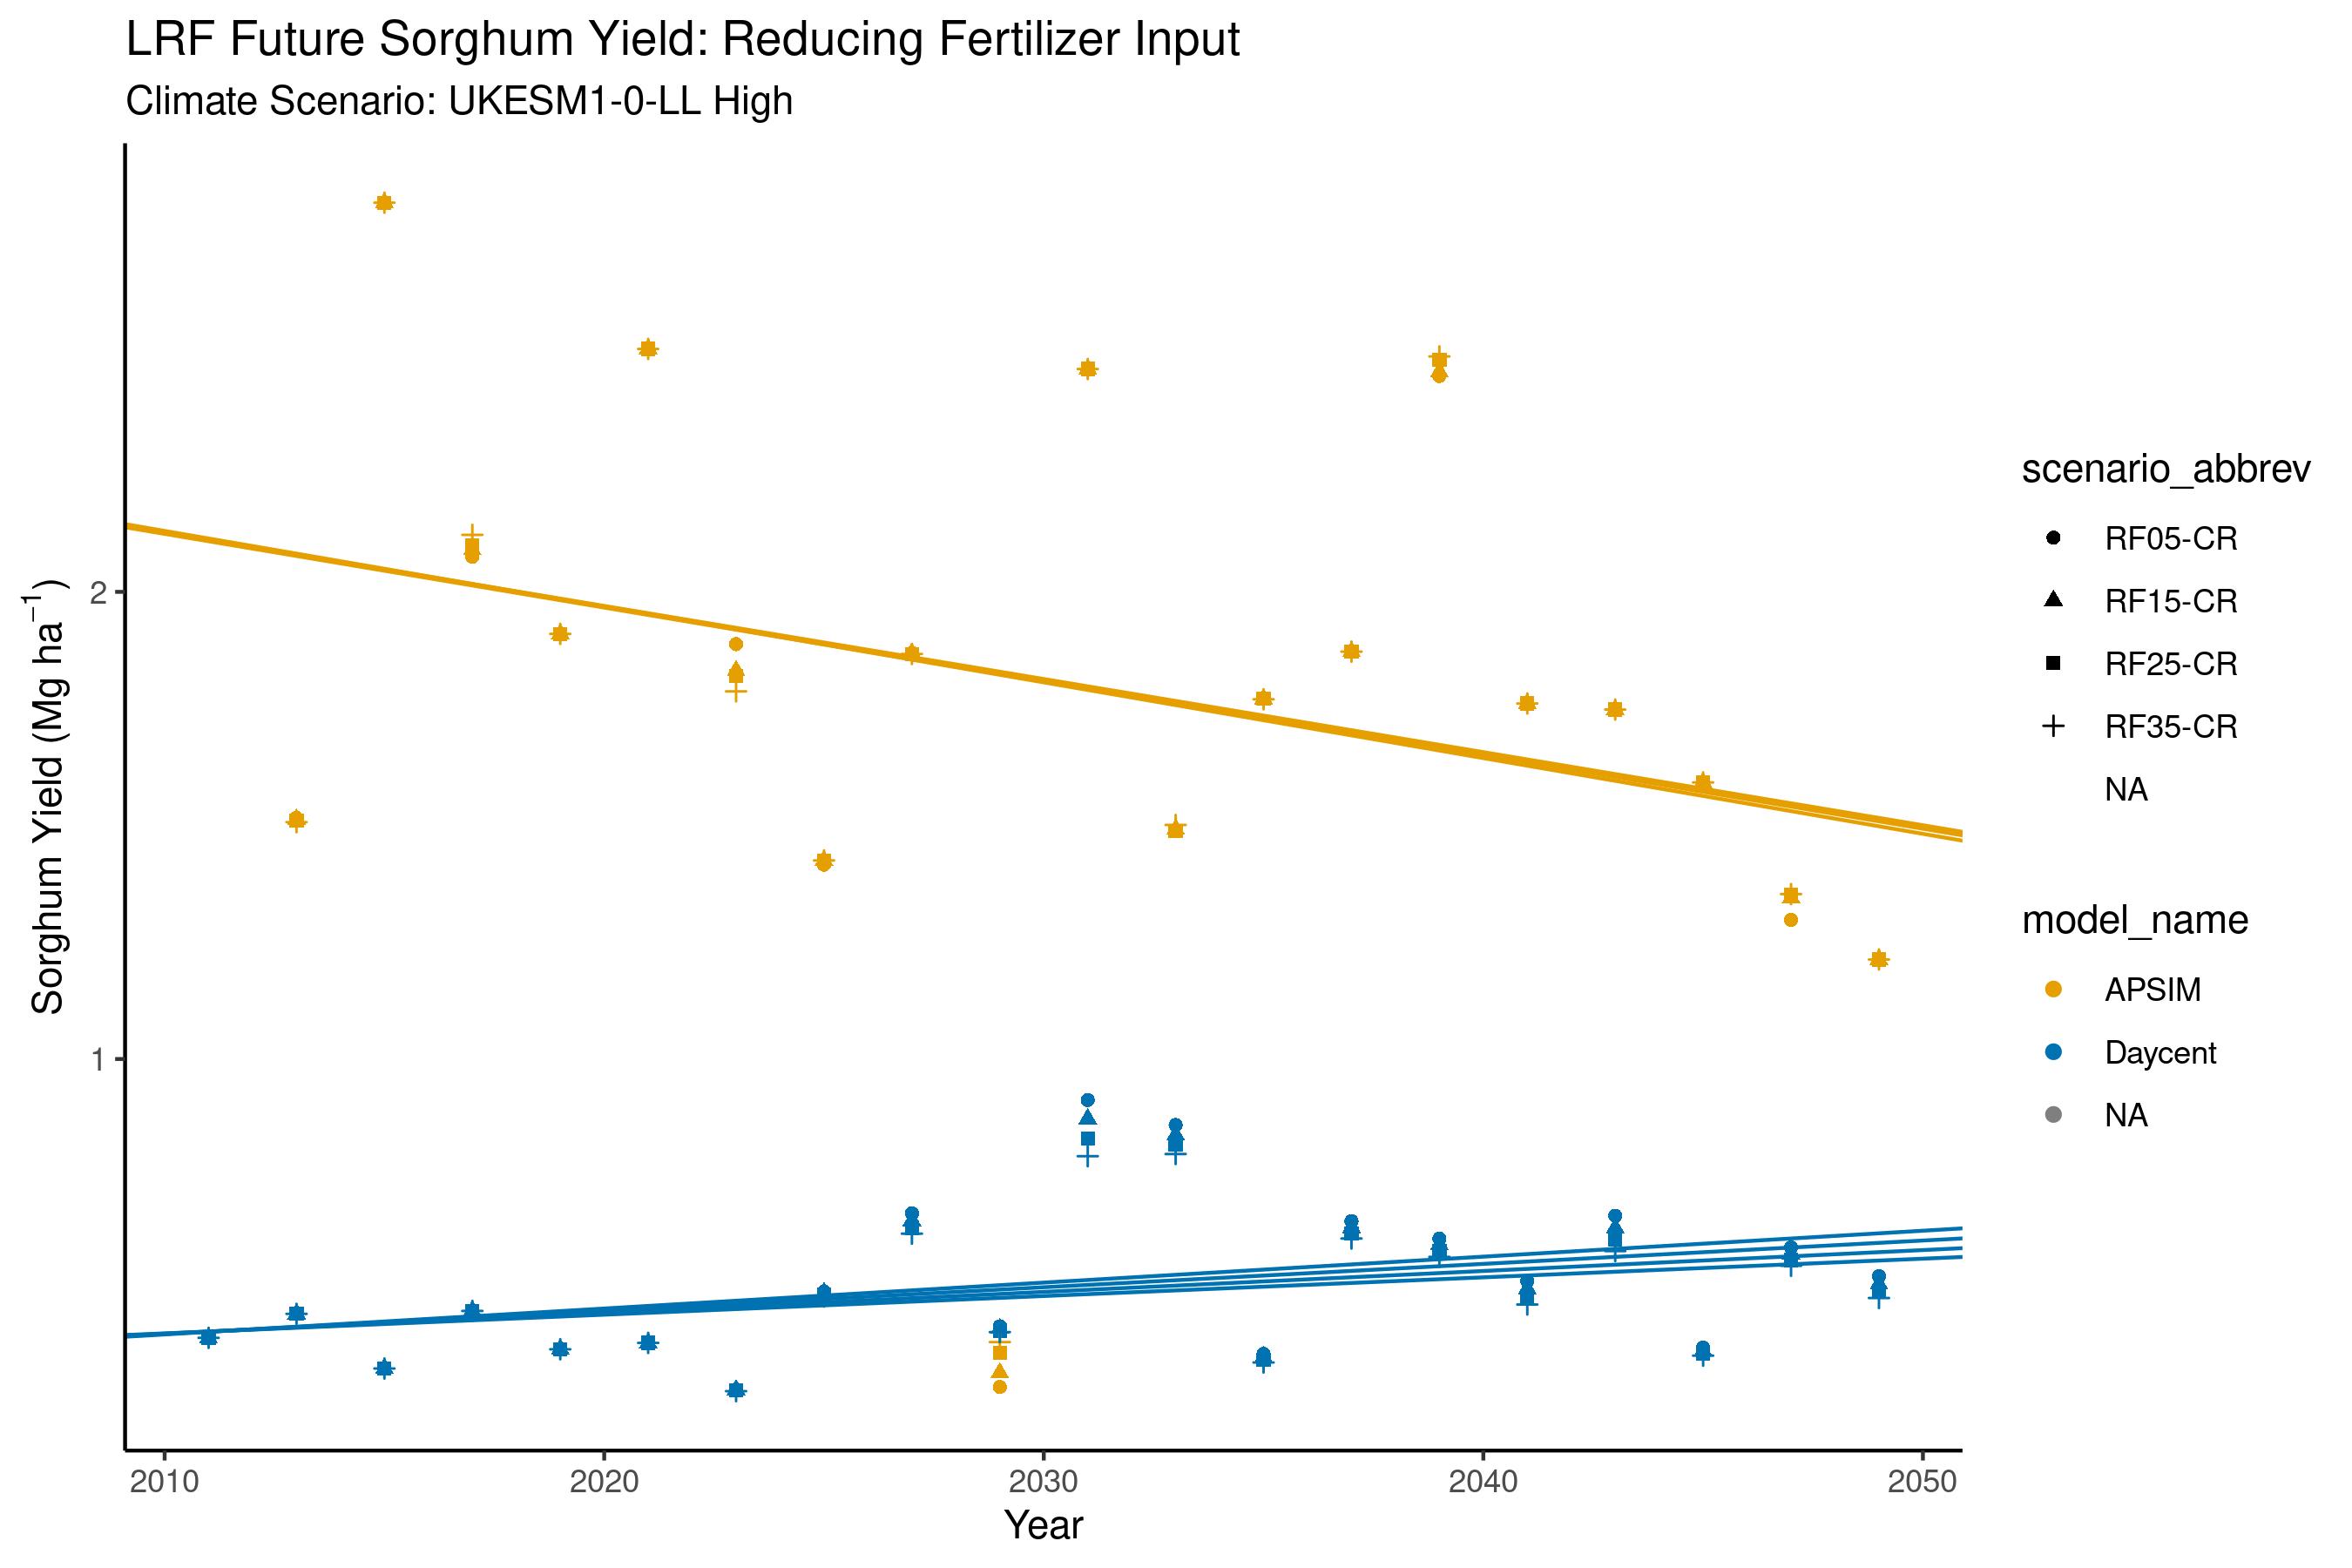 LRF Future Sorghum Yield: Reducing Fertilizer Input
Climate Scenario: UKESM1-0-LL High
Sorghum Yield (Mg ha⁻¹)
2
1
2010 2020 2030 2040 2050
Year
scenario_abbrev
RF05-CR
RF15-CR
RF25-CR
RF35-CR
NA
model_name
APSIM
Daycent
NA